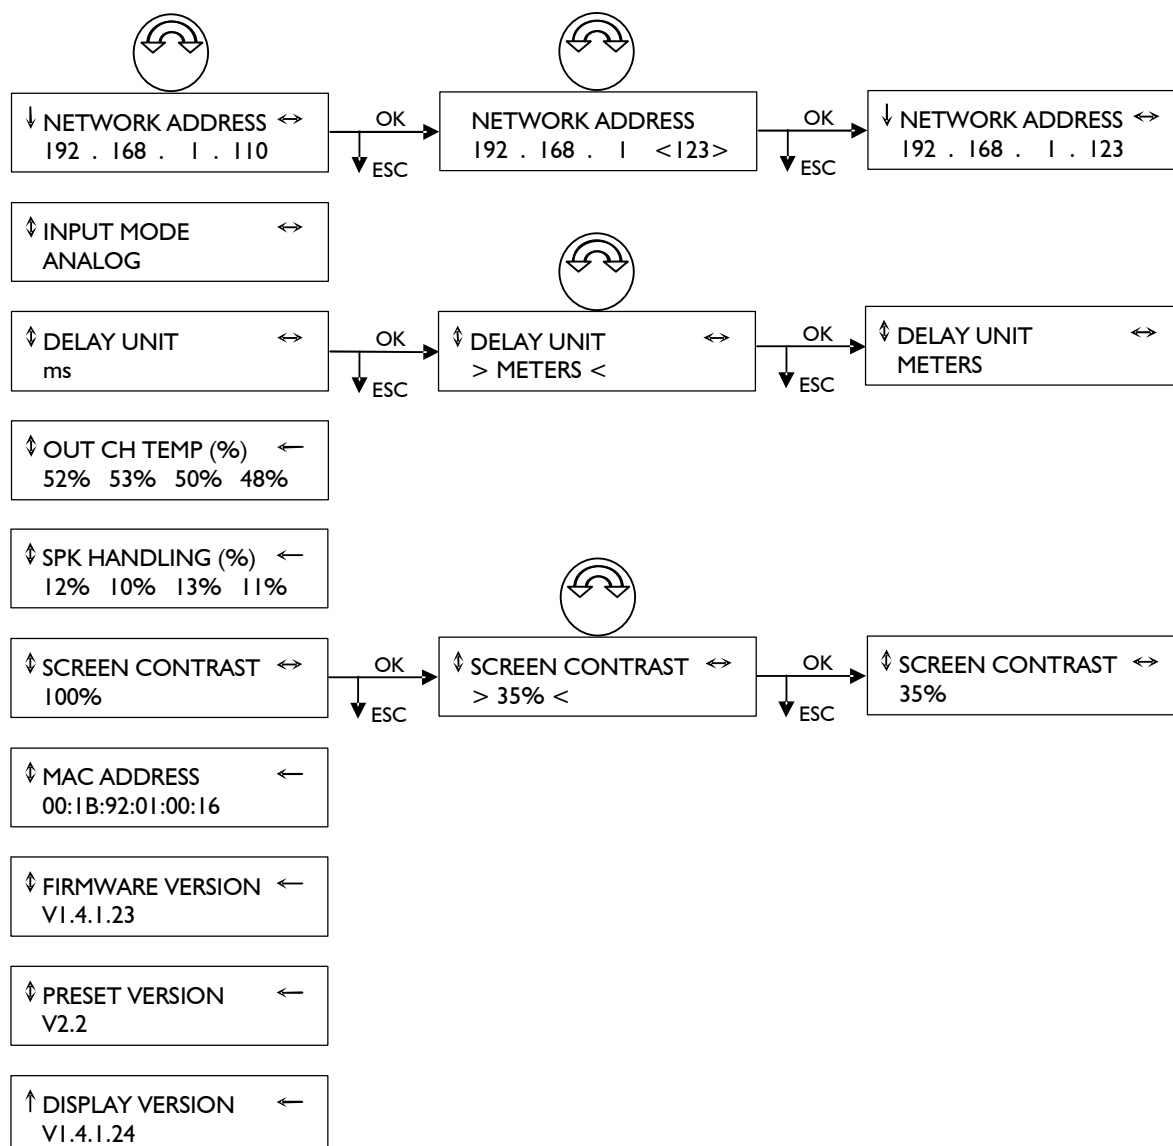 NETWORK ADDRESS
192 . 168 . 1 . 110
OK
ESC
NETWORK ADDRESS
192 . 168 . 1 <123>
OK
ESC
NETWORK ADDRESS
192 . 168 . 1 . 123
INPUT MODE
ANALOG
DELAY UNIT
ms
OK
ESC
DELAY UNIT
> METERS <
OK
ESC
DELAY UNIT
METERS
OUT CH TEMP (%)
52% 53% 50% 48%
SPK HANDLING (%)
12% 10% 13% 11%
SCREEN CONTRAST
100%
OK
ESC
SCREEN CONTRAST
> 35% <
OK
ESC
SCREEN CONTRAST
35%
MAC ADDRESS
00:1B:92:01:00:16
FIRMWARE VERSION
V1.4.1.23
PRESET VERSION
V2.2
DISPLAY VERSION
V1.4.1.24